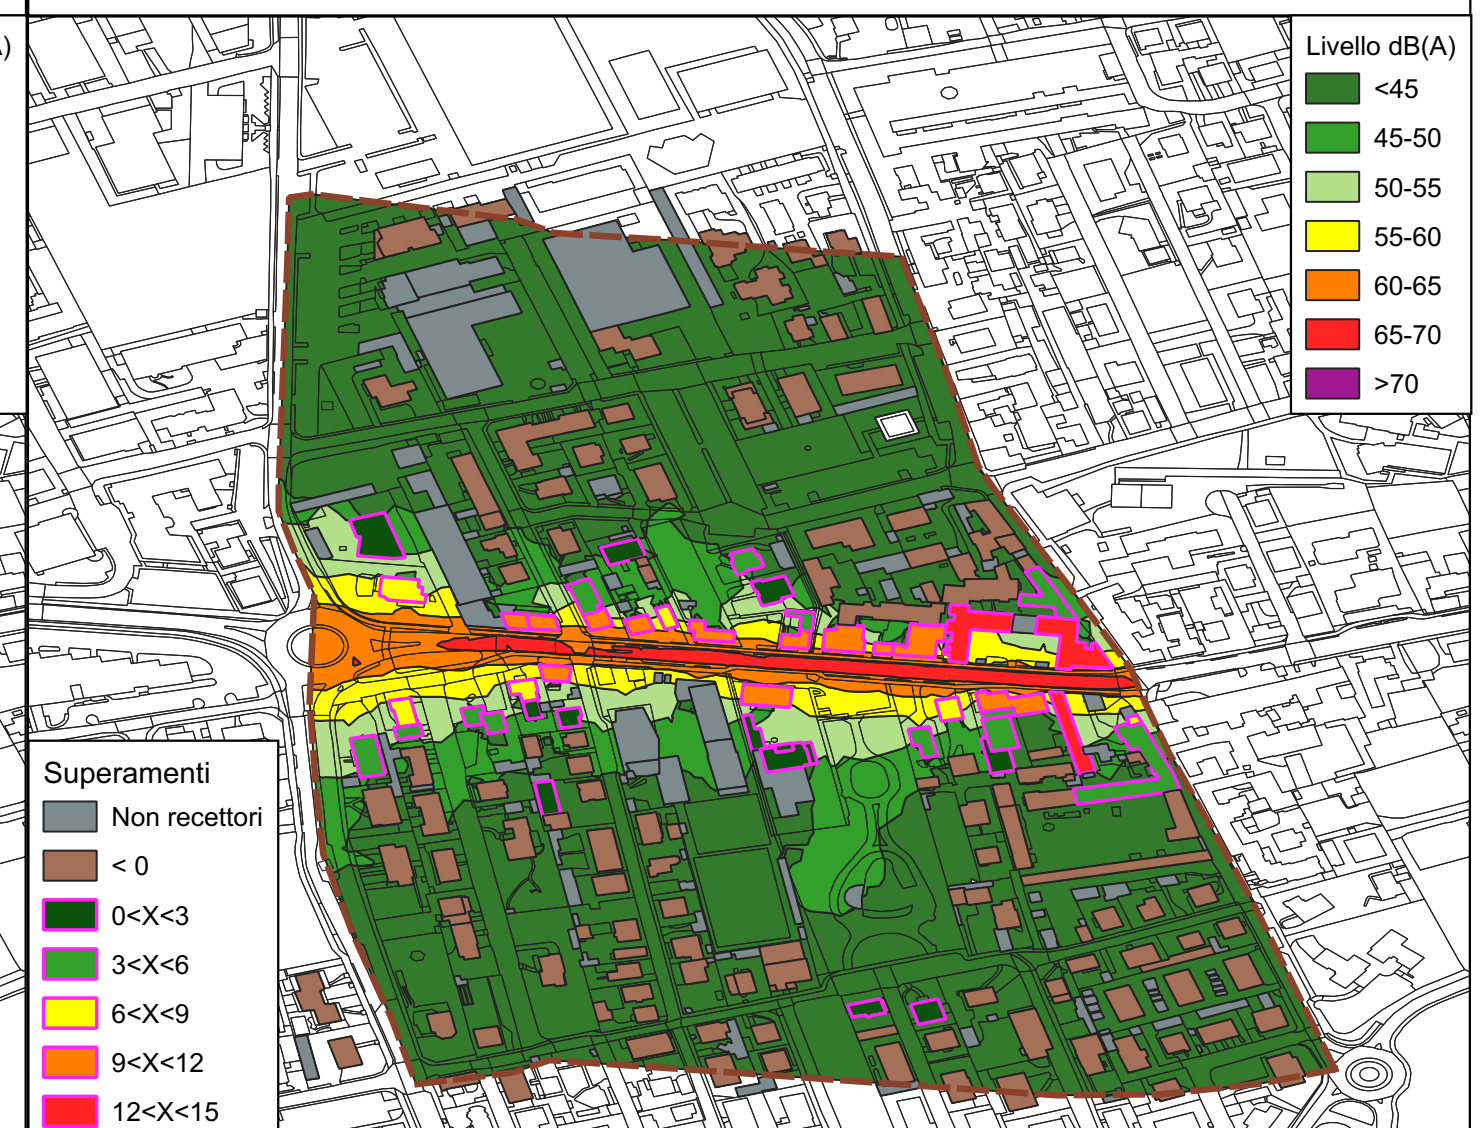 A)
Livello dB(A)
<45
45-50
50-55
55-60
60-65
65-70
>70
Superamenti
Non recettori
< 0
0<X<3
3<X<6
6<X<9
9<X<12
12<X<15